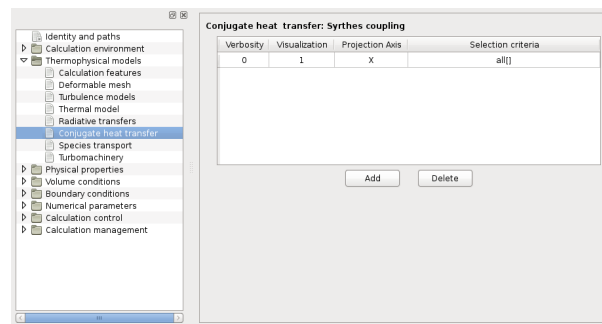 Identity and paths
Calculation environment
Thermophysical models
Calculation features
Deformable mesh
Turbulence models
Thermal model
Radiative transfers
Conjugate heat transfer
Species transport
Turbomachinery
Physical properties
Volume conditions
Boundary conditions
Numerical parameters
Calculation control
Calculation management
Conjugate heat transfer: Syrthes coupling
Verbosity Visualization Projection Axis Selection criteria
0 1 X all[]
Add Delete